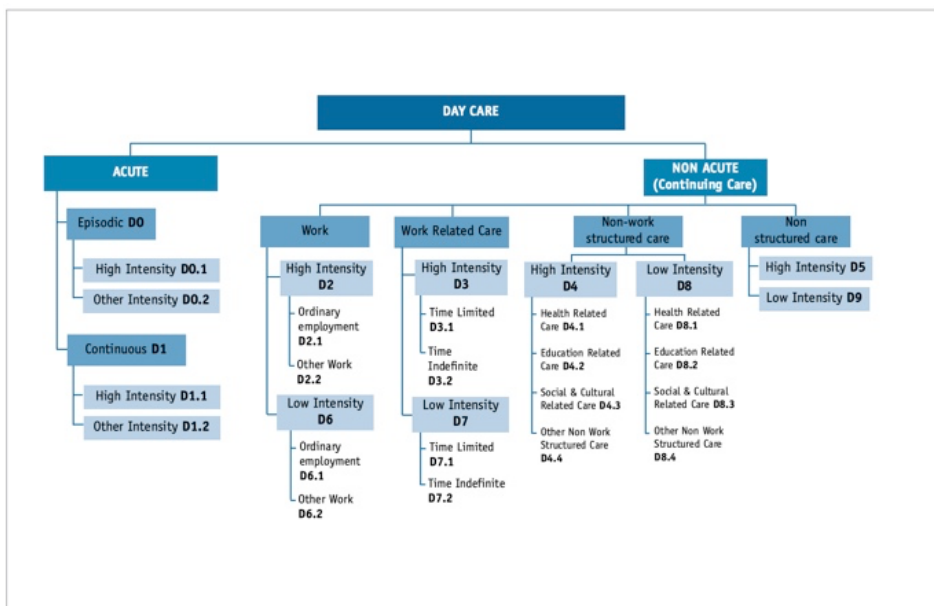 DAY CARE
ACUTE
Episodic D0
High Intensity D0.1
Other Intensity D0.2
Continuous D1
High Intensity D1.1
Other Intensity D1.2
NON ACUTE
(Continuing Care)
Work
High Intensity
D2
Ordinary
employment
D2.1
Other Work
D2.2
Low Intensity
D6
Ordinary
employment
D6.1
Other Work
D6.2
Work Related Care
High Intensity
D3
Time Limited
D3.1
Time
Indefinite
D3.2
Low Intensity
D7
Time Limited
D7.1
Time Indefinite
D7.2
Non-work
structured care
High Intensity
D4
Health Related
Care D4.1
Education Related
Care D4.2
Social & Cultural
Related Care D4.3
Other Non Work
Structured Care
D4.4
Low Intensity
D8
Health Related
Care D8.1
Education Related
Care D8.2
Social & Cultural
Related Care D8.3
Other Non Work
Structured Care
D8.4
Non
structured care
High Intensity D5
Low Intensity D9